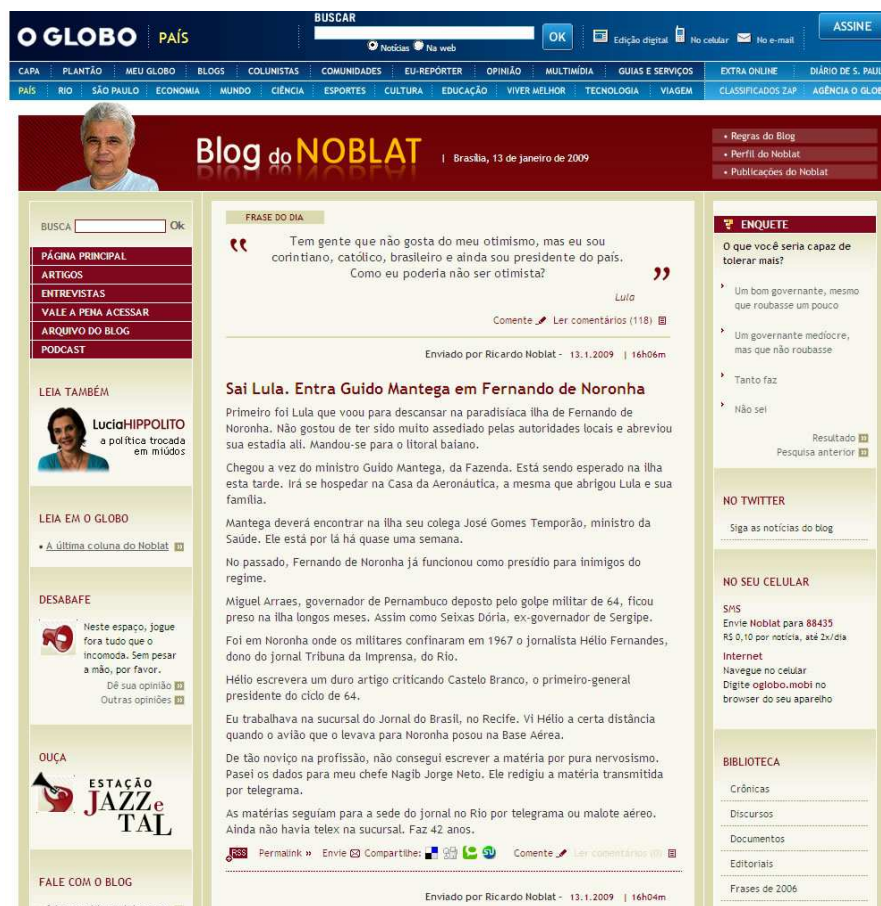 O GLOBO PAÍS
BUSCAR
OK
Notícias Na web
Edição digital No celular No e-mail
ASSINE
CAPA PLANTÃO MEU GLOBO BLOGS COLUNISTAS COMUNIDADES EU-REPÓRTER OPINIÃO MULTIMÍDIA GUIAS E SERVIÇOS EXTRA ONLINE DIÁRIO DE S. PAUL
PAÍS RIO SÃO PAULO ECONOMIA MUNDO CIÊNCIA ESPORTES CULTURA EDUCAÇÃO VIVER MELHOR TECNOLOGIA VIAGEM CLASSIFICADOS ZAP AGÊNCIA O GLOB
Blog do NOBLAT | Brasília, 13 de janeiro de 2009
• Regras do Blog
• Perfil do Noblat
• Publicações do Noblat
BUSCA Ok
PÁGINA PRINCIPAL
ARTIGOS
ENTREVISTAS
VALE A PENA ACESSAR
ARQUIVO DO BLOG
PODCAST
LEIA TAMBÉM
LuciaHIPPOLITO
a política trocada
em miúdos
LEIA EM O GLOBO
• A última coluna do Noblat
DESABAFE
Neste espaço, jogue
fora tudo que o
incomoda. Sem pesar
a mão, por favor.
Dê sua opinião
Outras opiniões
OUÇA
ESTAÇÃO
JAZZ e
TAL
FALE COM O BLOG
FRASE DO DIA
“ Tem gente que não gosta do meu otimismo, mas eu sou
corintiano, católico, brasileiro e ainda sou presidente do país.
Como eu poderia não ser otimista? ”
Lula
Comente Ler comentários (118)
Enviado por Ricardo Noblat - 13.1.2009 | 16h06m
Sai Lula. Entra Guido Mantega em Fernando de Noronha
Primeiro foi Lula que voou para descansar na paradisíaca ilha de Fernando de
Noronha. Não gostou de ter sido muito assediado pelas autoridades locais e abreviou
sua estadia ali. Mandou-se para o litoral baiano.
Chegou a vez do ministro Guido Mantega, da Fazenda. Está sendo esperado na ilha
esta tarde. Irá se hospedar na Casa da Aeronáutica, a mesma que abrigou Lula e sua
família.
Mantega deverá encontrar na ilha seu colega José Gomes Temporão, ministro da
Saúde. Ele está por lá há quase uma semana.
No passado, Fernando de Noronha já funcionou como presídio para inimigos do
regime.
Miguel Arraes, governador de Pernambuco deposto pelo golpe militar de 64, ficou
preso na ilha longos meses. Assim como Seixas Dória, ex-governador de Sergipe.
Foi em Noronha onde os militares confinaram em 1967 o jornalista Hélio Fernandes,
dono do jornal Tribuna da Imprensa, do Rio.
Hélio escrevera um duro artigo criticando Castelo Branco, o primeiro-general
presidente do ciclo de 64.
Eu trabalhava na sucursal do Jornal do Brasil, no Recife. Vi Hélio a certa distância
quando o avião que o levava para Noronha posou na Base Aérea.
De tão noviço na profissão, não consegui escrever a matéria por pura nervosismo.
Pasei os dados para meu chefe Nagib Jorge Neto. Ele redigiu a matéria transmitida
por telegrama.
As matérias seguíam para a sede do jornal no Rio por telegrama ou malote aéreo.
Ainda não havia telex na sucursal. Faz 42 anos.
RSS Permalink » Envie Compartilhe: Comente Ler comentários
Enviado por Ricardo Noblat - 13.1.2009 | 16h04m
ENQUETE
O que você seria capaz de
tolerar mais?
Um bom governante, mesmo
que roubasse um pouco
Um governante medíocre,
mas que não roubasse
Tanto faz
Não sei
Resultado
Pesquisa anterior
NO TWITTER
Siga as notícias do blog
NO SEU CELULAR
SMS
Envie Noblat para 88435
R$ 0,10 por notícia, até 2x/dia
Internet
Navegue no celular
Digite oglobo.mobi no
browser do seu aparelho
BIBLIOTECA
Crônicas
Discursos
Documentos
Editoriais
Frases de 2006